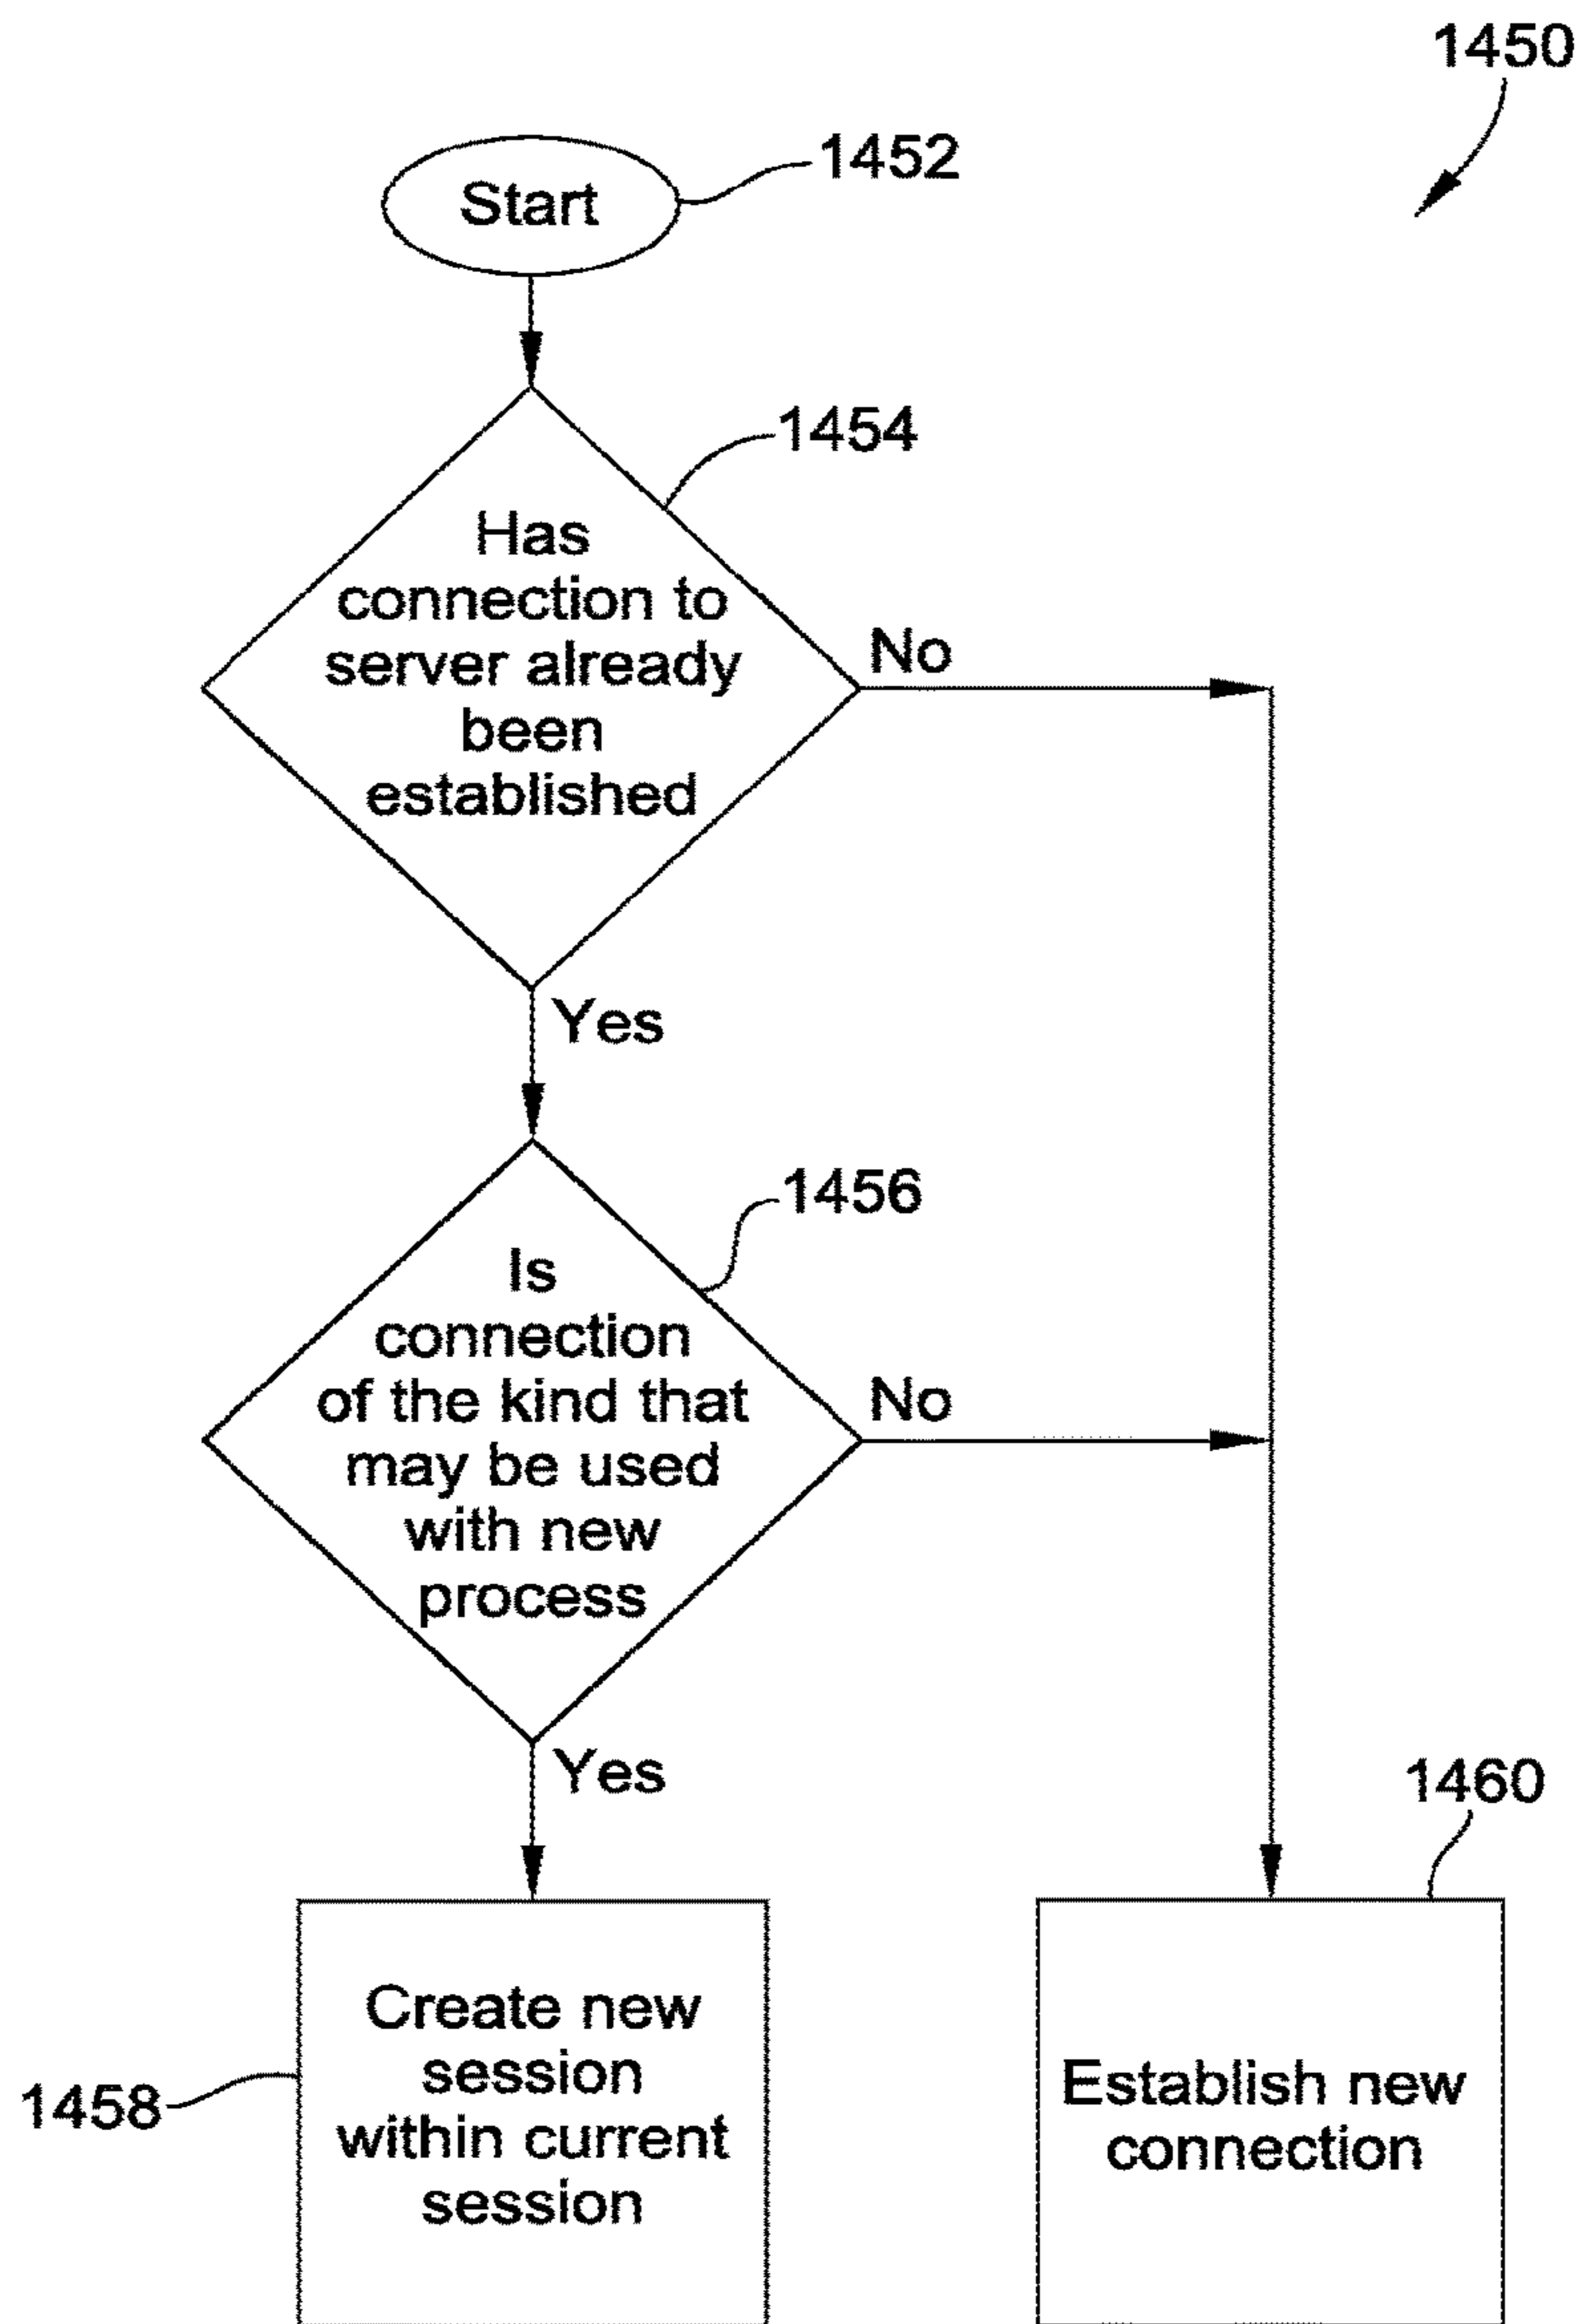 1450
1452
Start
1454
Has
connection to
server already
been
established
No
Yes
1456
Is
connection
of the kind that
may be used
with new
process
No
Yes
1460
1458
Create new
session
within current
session
Establish new
connection